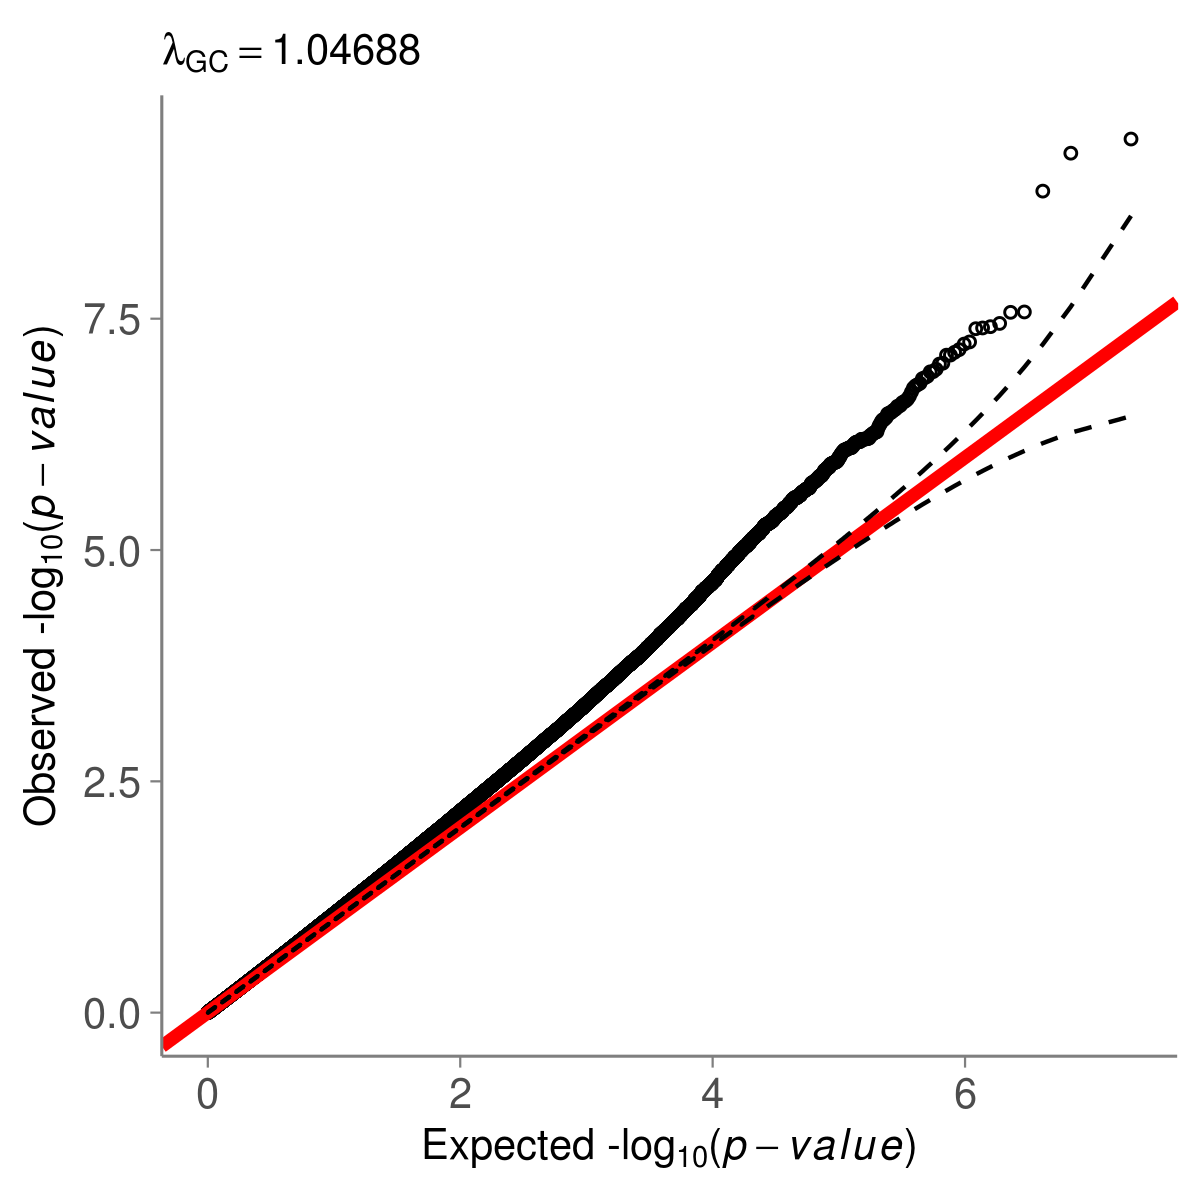 λGC = 1.04688
Observed -log10(p – value)
7.5
5.0
2.5
0.0
0 2 4 6
Expected -log10(p – value)